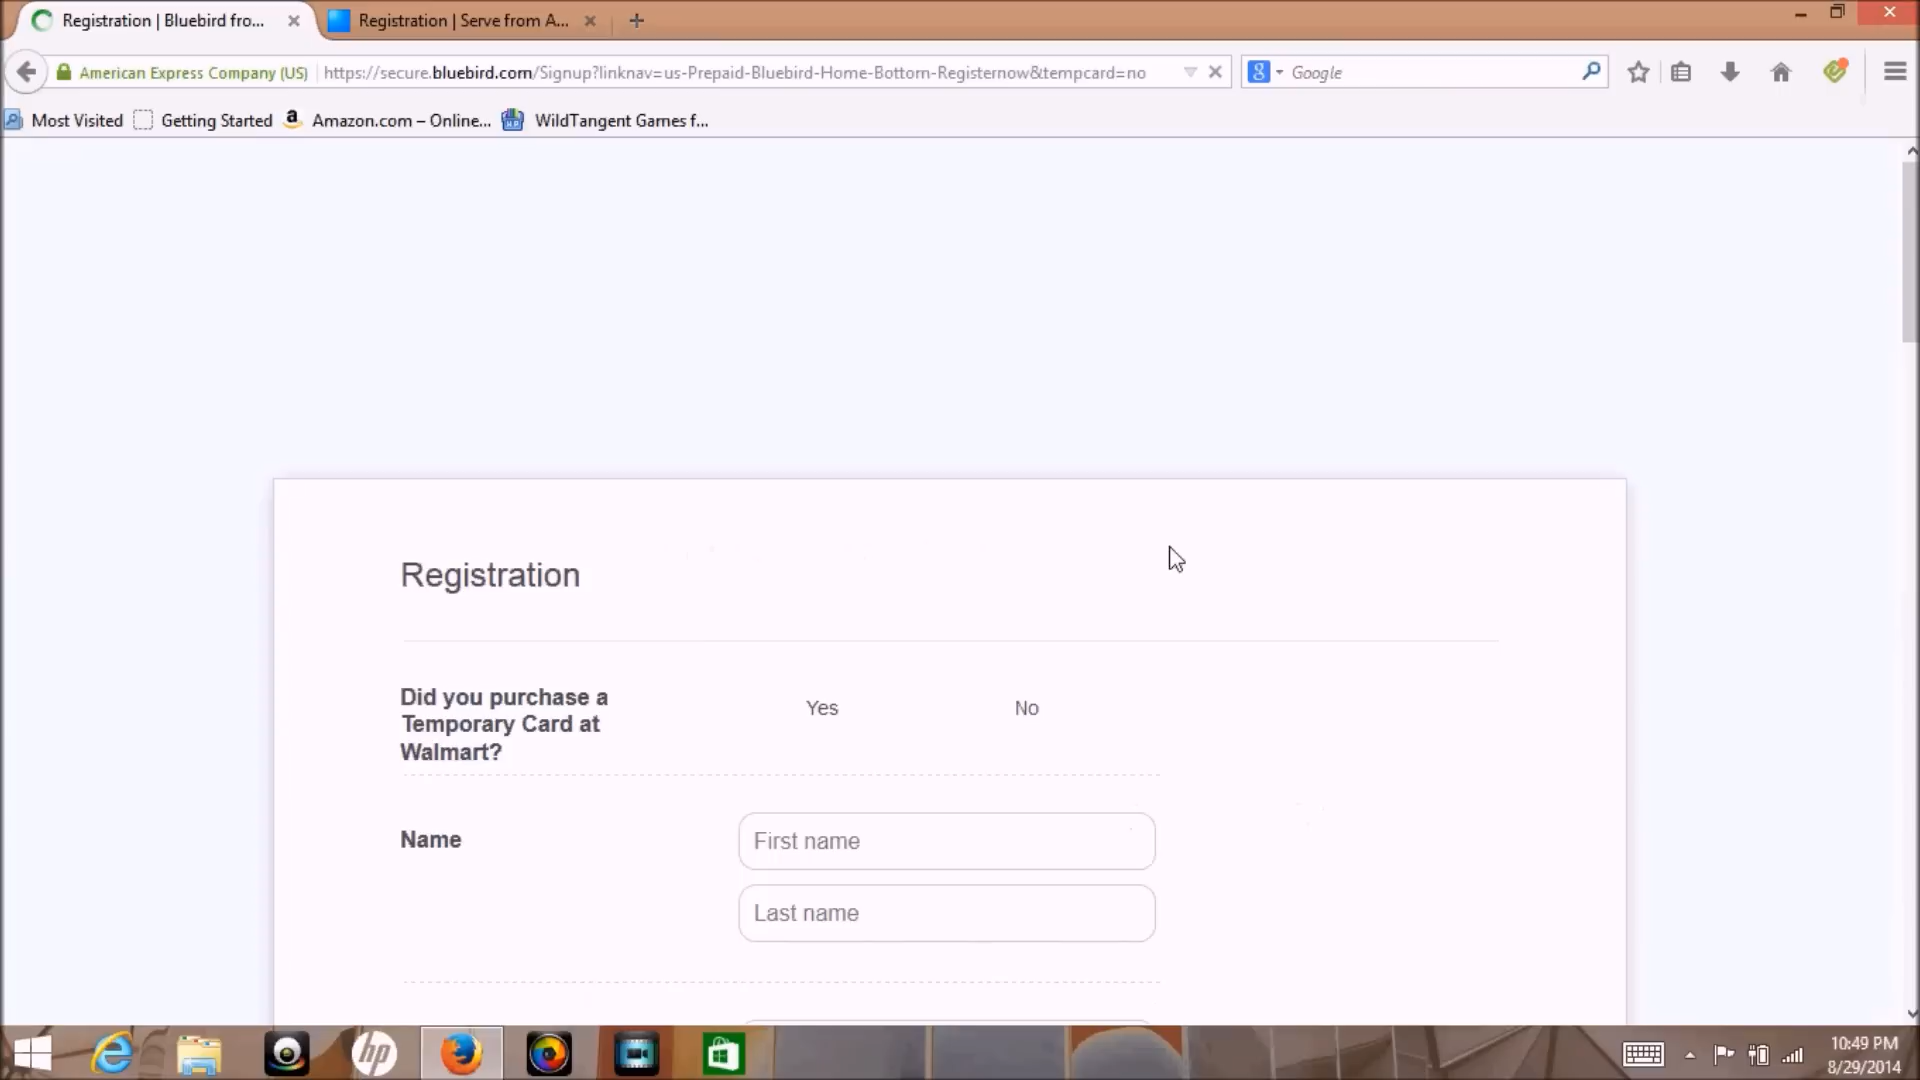 Registration | Bluebird fro...
Registration | Serve from A...
American Express Company (US)
https://secure.bluebird.com/Signup?linknav=us-Prepaid-Bluebird-Home-Bottom-Registernow&tempcard=no
Google
Most Visited
Getting Started
Amazon.com – Online...
WildTangent Games f...
Registration
Did you purchase a
Temporary Card at
Walmart?
Yes
No
Name
First name
Last name
10:49 PM
8/29/2014